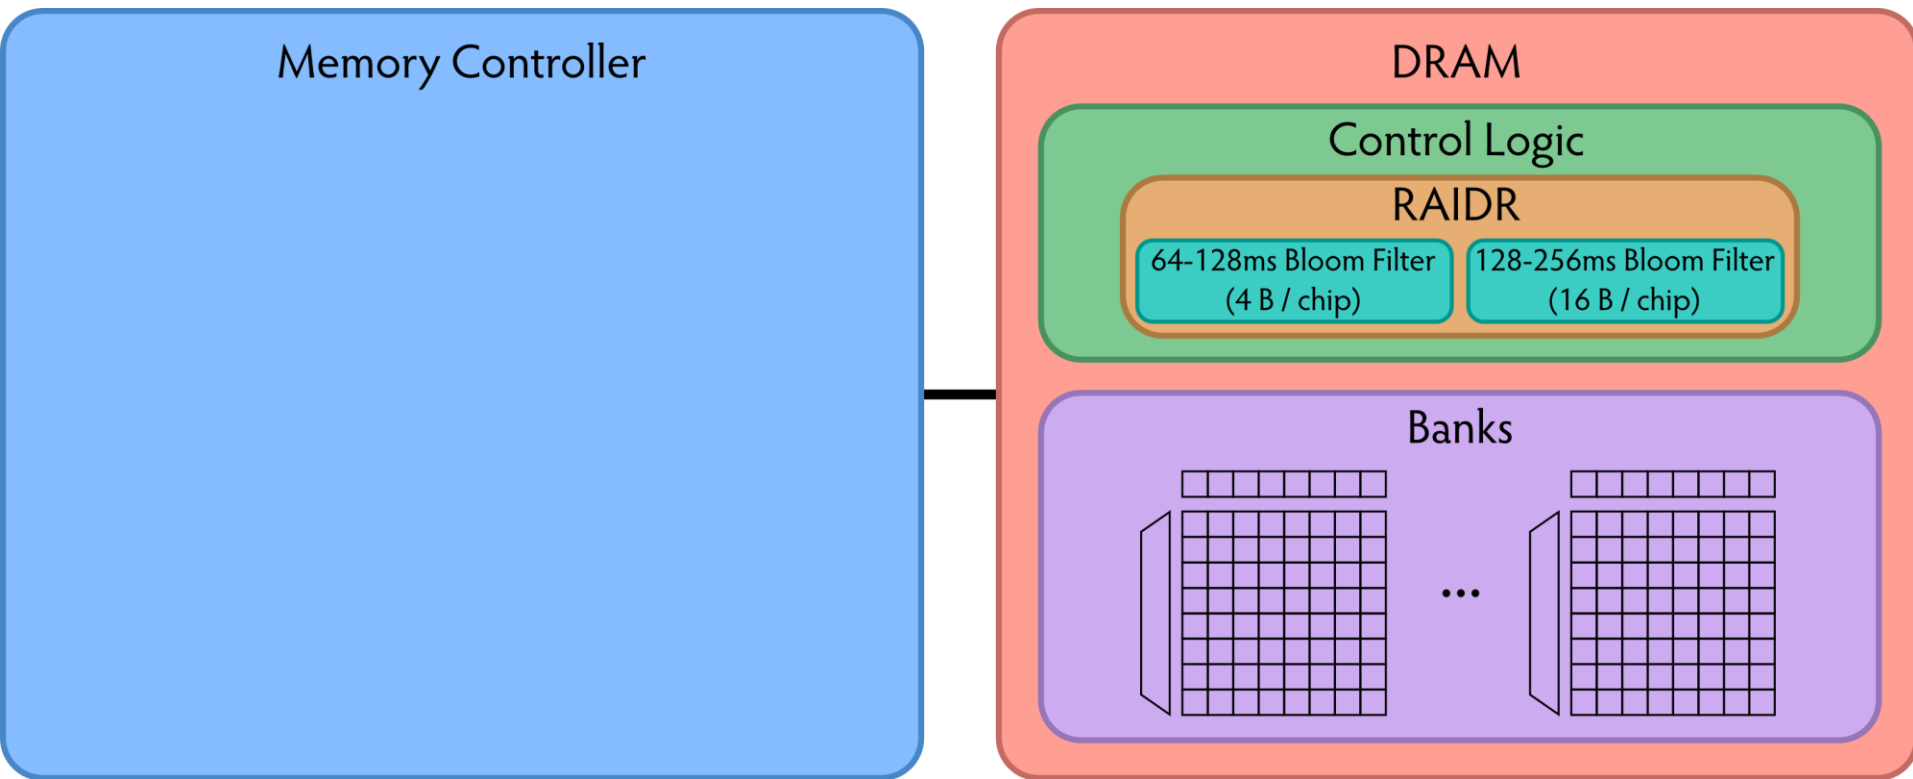 Memory Controller
DRAM
Control Logic
RAIDR
64-128ms Bloom Filter
(4 B / chip)
128-256ms Bloom Filter
(16 B / chip)
Banks
...